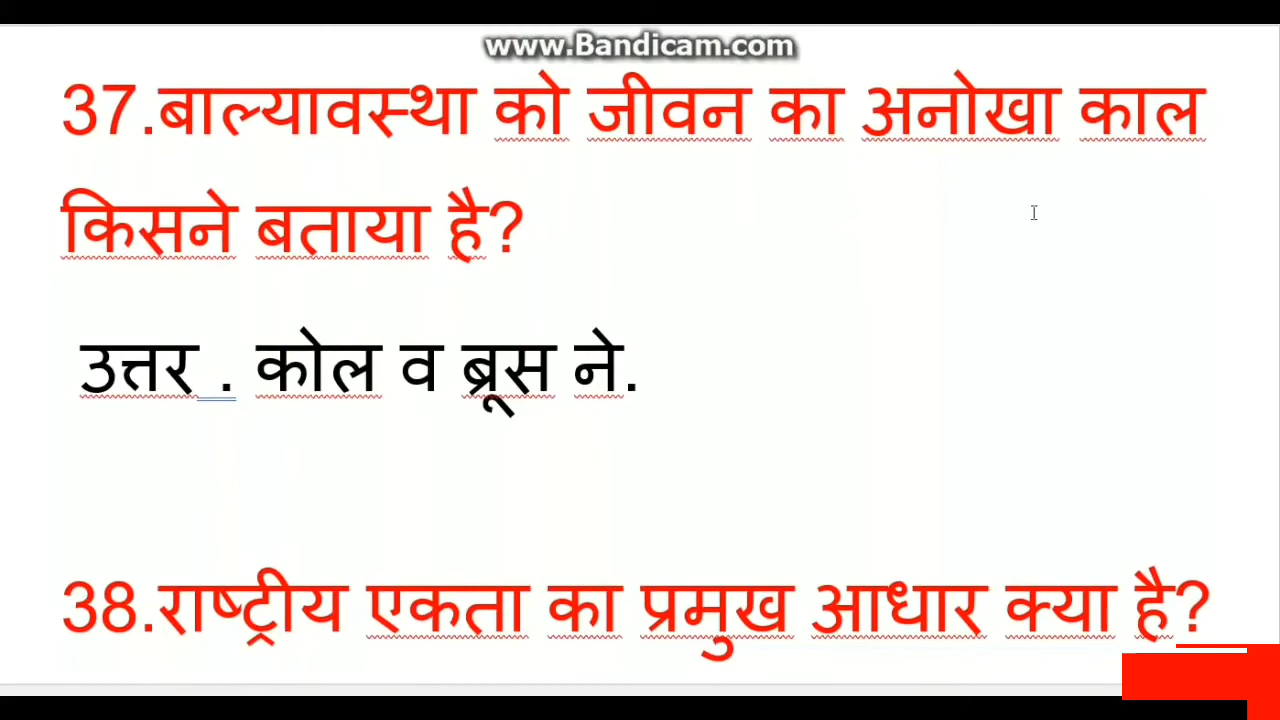 www.Bandicam.com
37.बाल्यावस्था को जीवन का अनोखा काल
किसने बताया है?
उत्तर . कोल व ब्रूस ने.
38.राष्ट्रीय एकता का प्रमुख आधार क्या है?